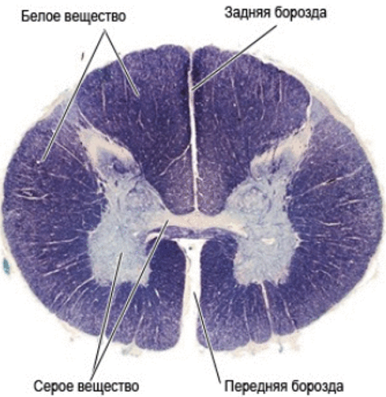 Белое вещество
Задняя борозда
Серое вещество
Передняя борозда